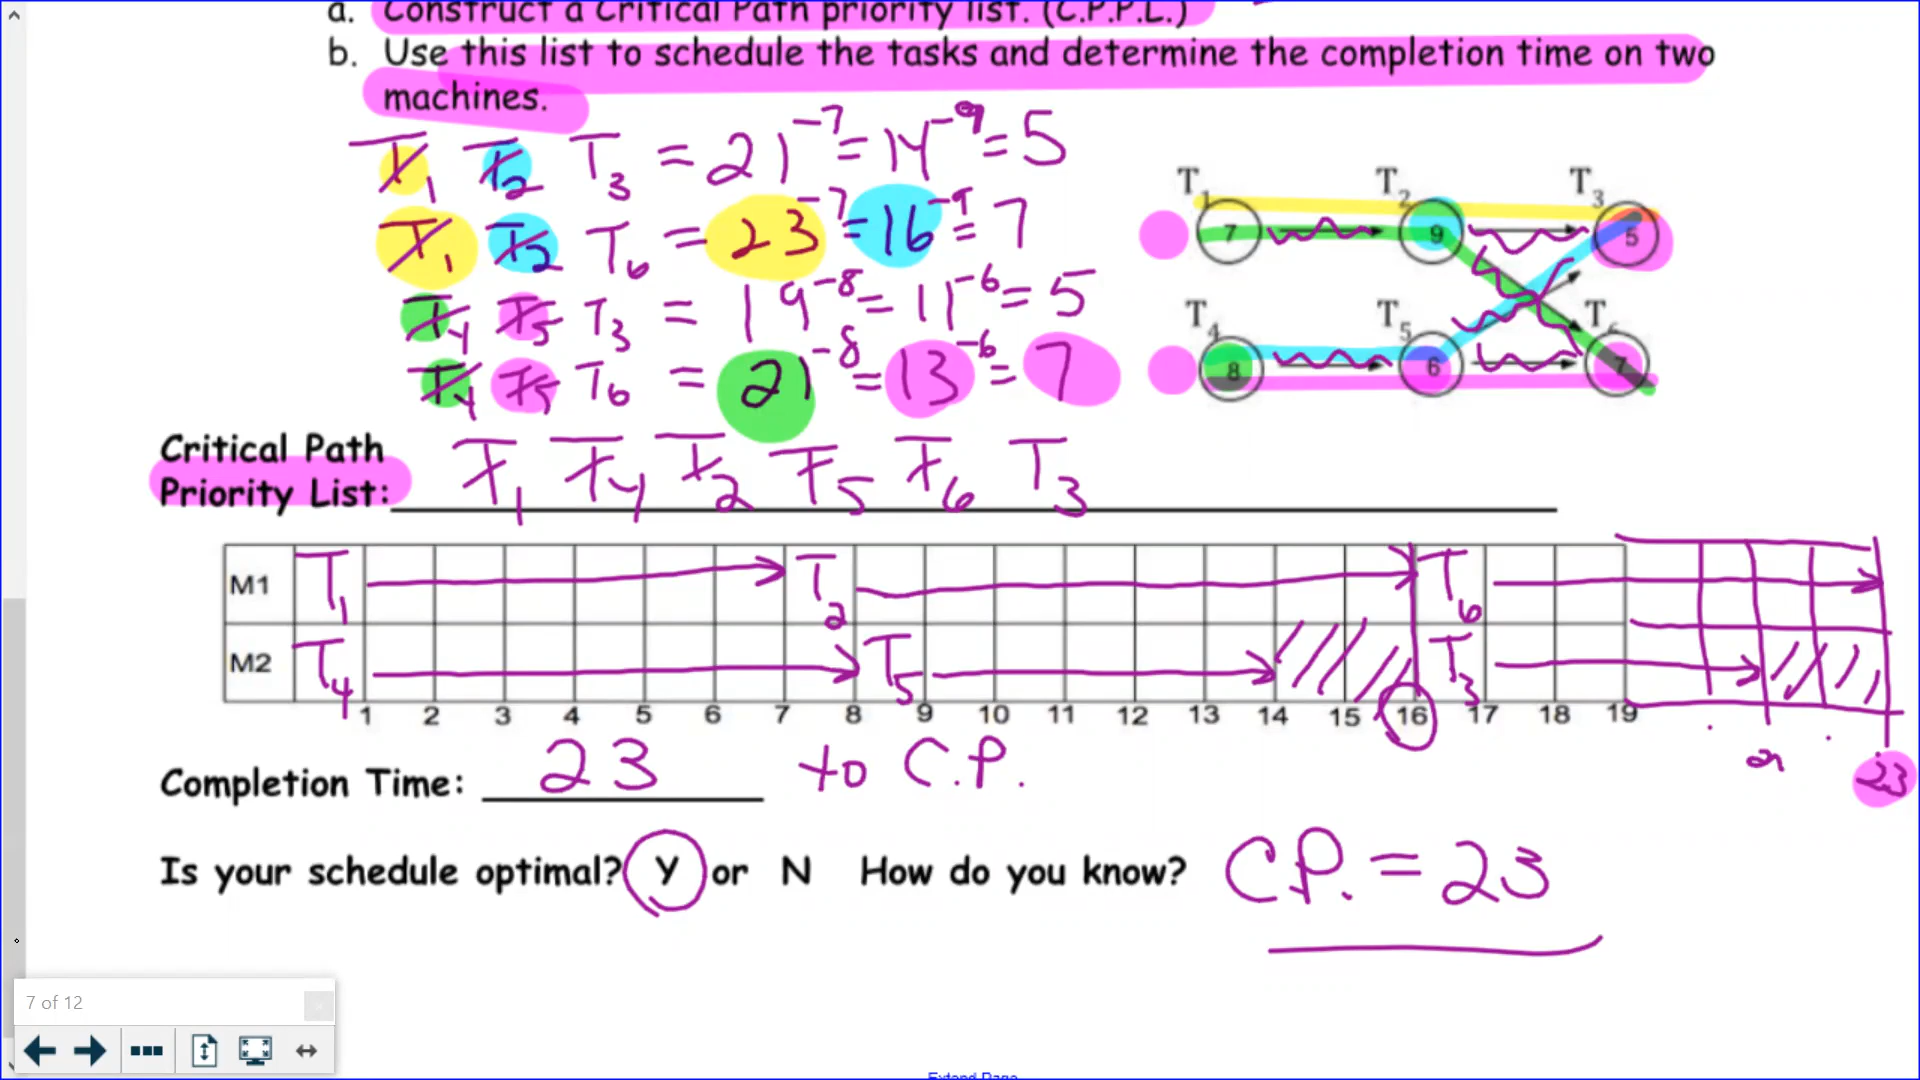 a. Construct a Critical Path priority list. (C.P.P.L.)
b. Use this list to schedule the tasks and determine the completion time on two
machines.
T1 T2 T3 = 21 -7 = 14 -9 = 5
T1 T2 T6 = 23 -7 = 16 -9 = 7
T4 T5 T3 = 19 -8 = 11 -6 = 5
T4 T5 T6 = 21 -8 = 13 -6 = 7
T1 T2 T3
7 9 5
T4 T5 T6
8 6 7
Critical Path
Priority List: T1 T4 T2 T5 T6 T3
M1 T1 T2 T6
M2 T4 T5 T3
1 2 3 4 5 6 7 8 9 10 11 12 13 14 15 16 17 18 19 21 23
Completion Time: 23 to C.P.
Is your schedule optimal? Y or N How do you know? C.P. = 23
7 of 12
Extend Page